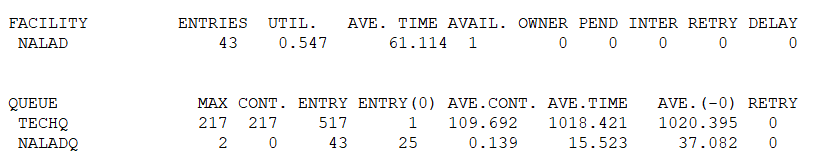 FACILITY ENTRIES UTIL. AVE. TIME AVAIL. OWNER PEND INTER RETRY DELAY
NALAD 43 0.547 61.114 1 0 0 0 0 0
QUEUE MAX CONT. ENTRY ENTRY(0) AVE.CONT. AVE.TIME AVE.(-0) RETRY
TECHQ 217 217 517 1 109.692 1018.421 1020.395 0
NALADQ 2 0 43 25 0.139 15.523 37.082 0